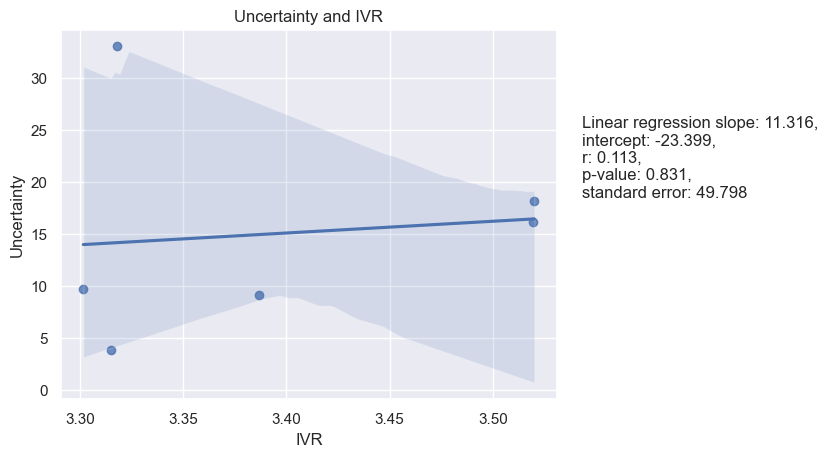 Uncertainty and IVR
30
25
20
15
10
5
0
Uncertainty
3.30
3.35
3.40
3.45
3.50
IVR
Linear regression slope: 11.316,
intercept: -23.399,
r: 0.113,
p-value: 0.831,
standard error: 49.798